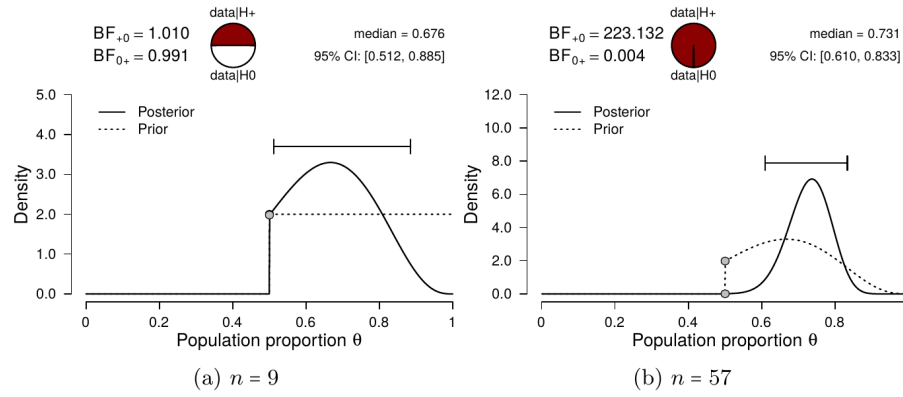 data|H+
BF+0 = 1.010
BF0+ = 0.991
data|H0
median = 0.676
95% CI: [0.512, 0.885]
5.0
4.0
3.0
2.0
1.0
0.0
Density
Posterior
Prior
0
0.2
0.4
0.6
0.8
1
Population proportion θ
(a) n = 9
data|H+
BF+0 = 223.132
BF0+ = 0.004
data|H0
median = 0.731
95% CI: [0.610, 0.833]
12.0
10.0
8.0
6.0
4.0
2.0
0.0
Density
Posterior
Prior
0
0.2
0.4
0.6
0.8
Population proportion θ
(b) n = 57